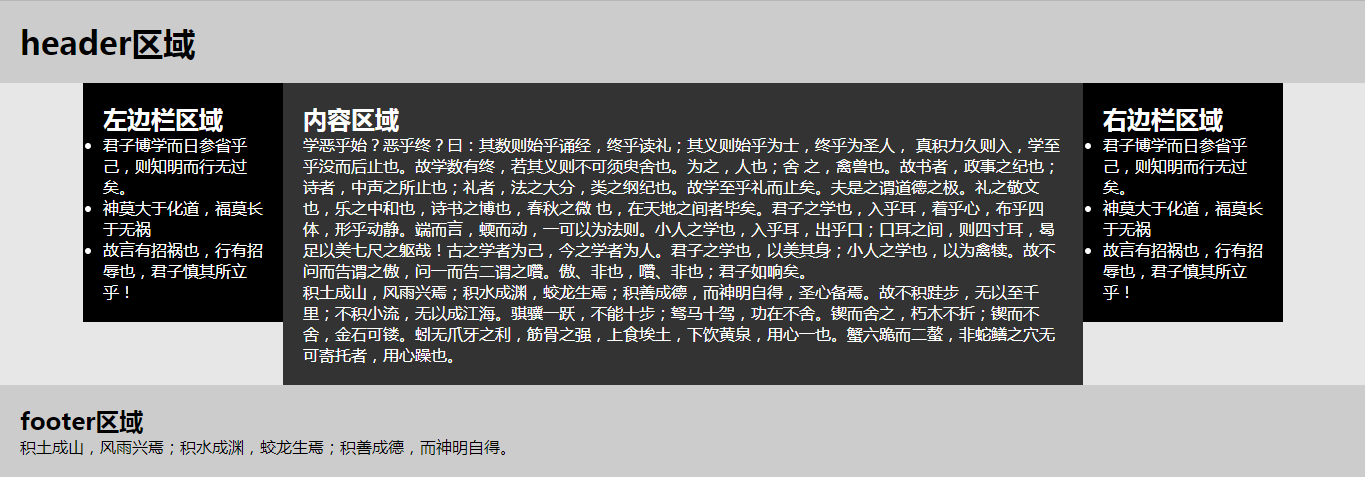 header区域
左边栏区域
君子博学而日参省乎
己，则知明而行无过
矣。
神莫大于化道，福莫长
于无祸
故言有招祸也，行有招
辱也，君子慎其所立
乎！
内容区域
学恶乎始？恶乎终？曰：其数则始乎诵经，终乎读礼；其义则始乎为士，终乎为圣人， 真积力久则入，学至
乎没而后止也。故学数有终，若其义则不可须臾舍也。为之，人也；舍 之，禽兽也。故书者，政事之纪也；
诗者，中声之所止也；礼者，法之大分，类之纲纪也。故学至乎礼而止矣。夫是之谓道德之极。礼之敬文
也，乐之中和也，诗书之博也，春秋之微 也，在天地之间者毕矣。君子之学也，入乎耳，着乎心，布乎四
体，形乎动静。端而言，蝡而动，一可以为法则。小人之学也，入乎耳，出乎口；口耳之间，则四寸耳，曷
足以美七尺之躯哉！古之学者为己，今之学者为人。君子之学也，以美其身；小人之学也，以为禽犊。故不
问而告谓之傲，问一而告二谓之囋。傲、非也，囋、非也；君子如响矣。
积土成山，风雨兴焉；积水成渊，蛟龙生焉；积善成德，而神明自得，圣心备焉。故不积跬步，无以至千
里；不积小流，无以成江海。骐骥一跃，不能十步；驽马十驾，功在不舍。锲而舍之，朽木不折；锲而不
舍，金石可镂。蚓无爪牙之利，筋骨之强，上食埃土，下饮黄泉，用心一也。蟹六跪而二螯，非蛇鳝之穴无
可寄托者，用心躁也。
右边栏区域
君子博学而日参省乎
己，则知明而行无过
矣。
神莫大于化道，福莫长
于无祸
故言有招祸也，行有招
辱也，君子慎其所立
乎！
footer区域
积土成山，风雨兴焉；积水成渊，蛟龙生焉；积善成德，而神明自得。